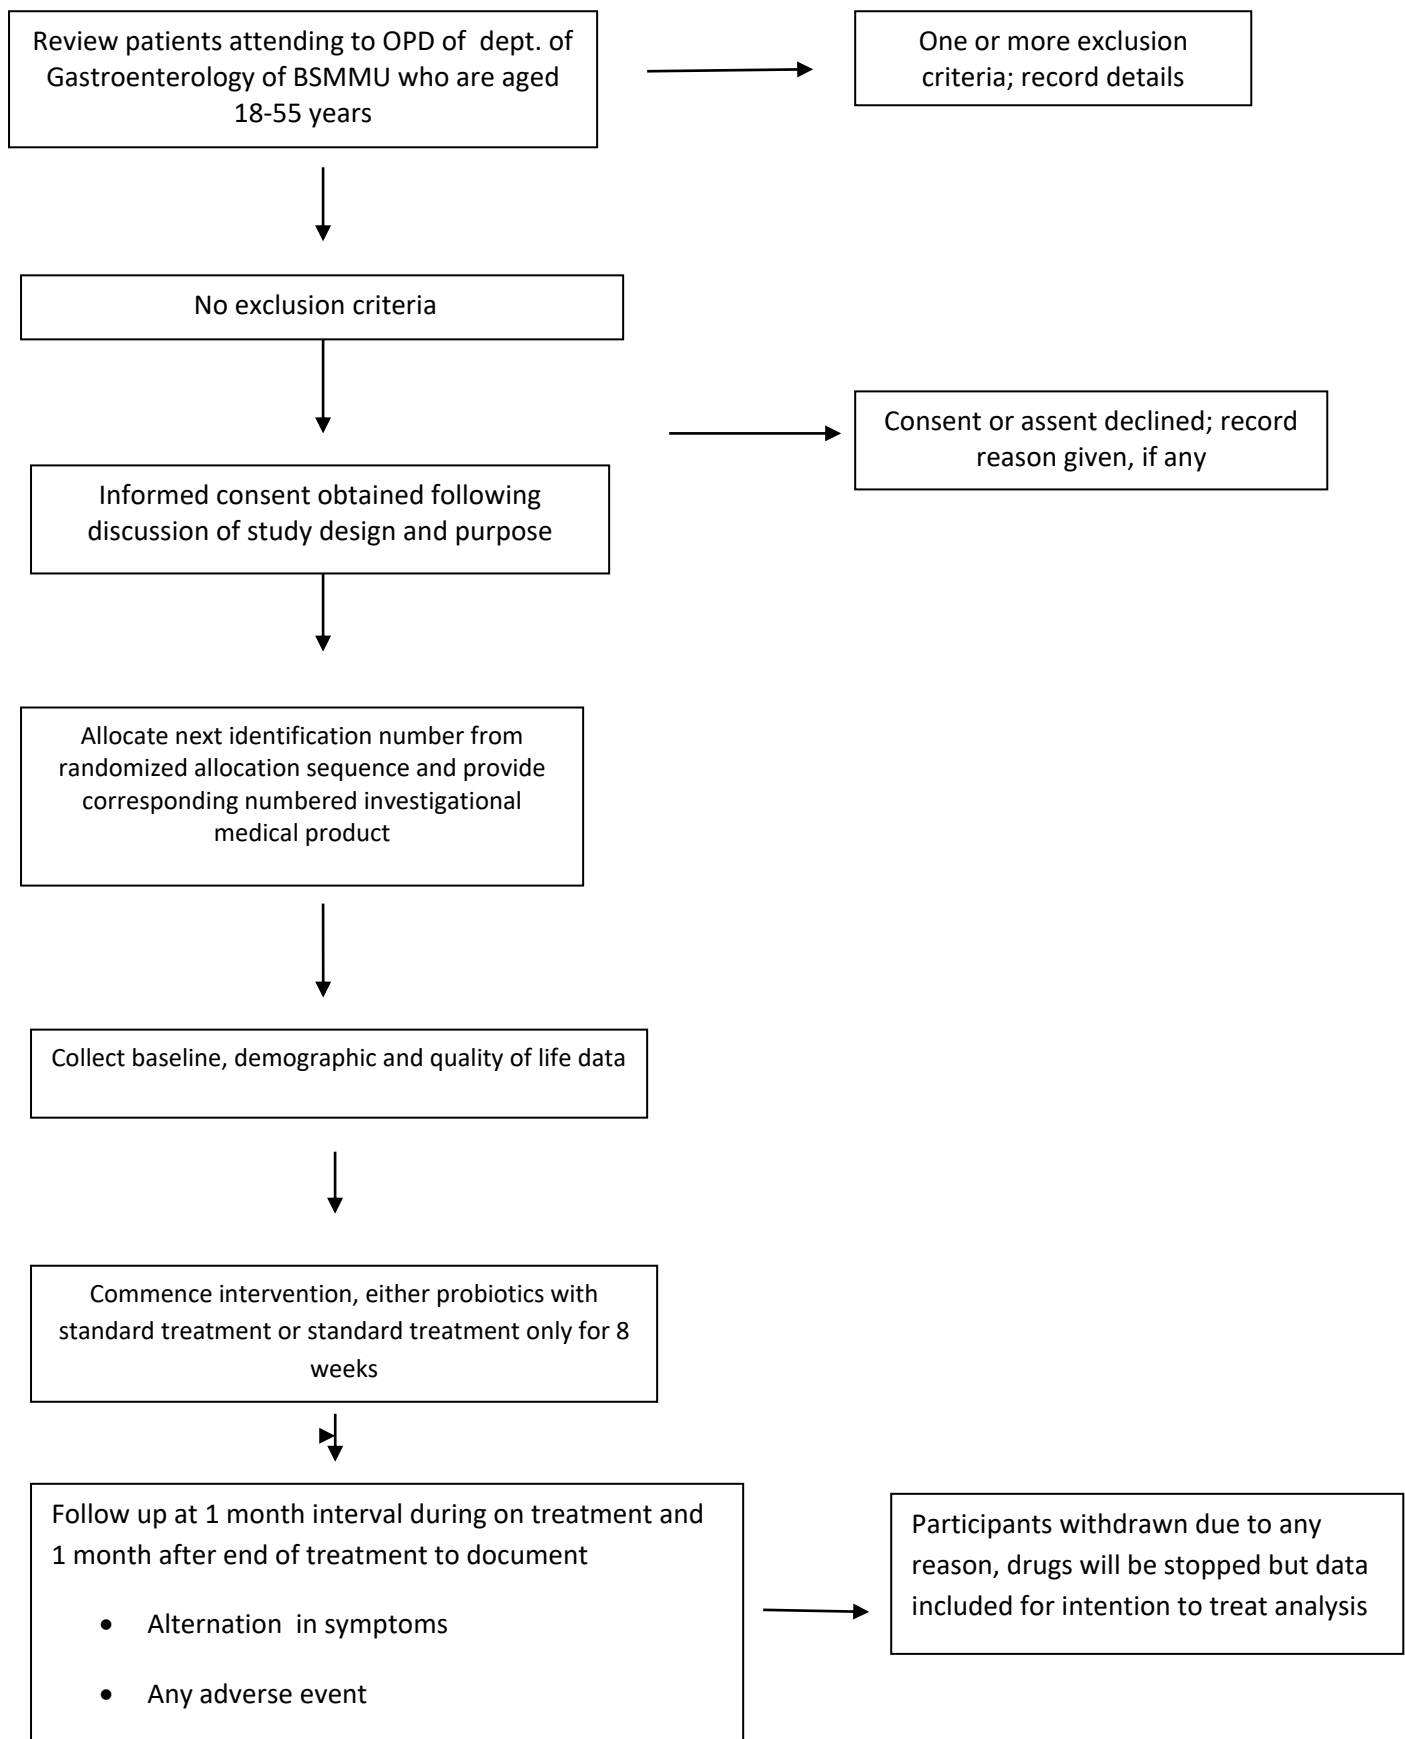 Review patients attending to OPD of dept. of
Gastroenterology of BSMMU who are aged
18-55 years
One or more exclusion
criteria; record details
No exclusion criteria
Consent or assent declined; record
reason given, if any
Informed consent obtained following
discussion of study design and purpose
Allocate next identification number from
randomized allocation sequence and provide
corresponding numbered investigational
medical product
Collect baseline, demographic and quality of life data
Commence intervention, either probiotics with
standard treatment or standard treatment only for 8
weeks
Follow up at 1 month interval during on treatment and
1 month after end of treatment to document
• Alternation in symptoms
• Any adverse event
Participants withdrawn due to any
reason, drugs will be stopped but data
included for intention to treat analysis